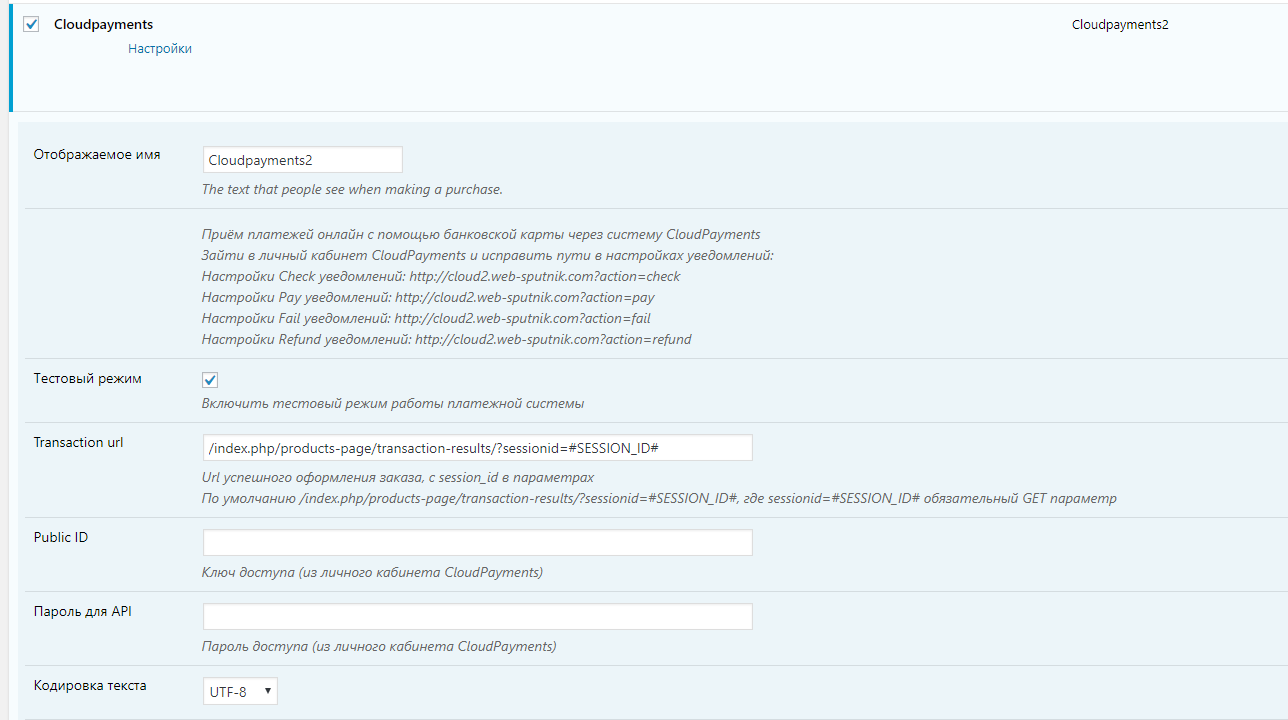 Cloudpayments
Cloudpayments2
Настройки
Отображаемое имя
Cloudpayments2
The text that people see when making a purchase.
Приём платежей онлайн с помощью банковской карты через систему CloudPayments
Зайти в личный кабинет CloudPayments и исправить пути в настройках уведомлений:
Настройки Check уведомлений: http://cloud2.web-sputnik.com?action=check
Настройки Pay уведомлений: http://cloud2.web-sputnik.com?action=pay
Настройки Fail уведомлений: http://cloud2.web-sputnik.com?action=fail
Настройки Refund уведомлений: http://cloud2.web-sputnik.com?action=refund
Тестовый режим
Включить тестовый режим работы платежной системы
Transaction url
/index.php/products-page/transaction-results/?sessionid=#SESSION_ID#
Url успешного оформления заказа, с session_id в параметрах
По умолчанию /index.php/products-page/transaction-results/?sessionid=#SESSION_ID#, где sessionid=#SESSION_ID# обязательный GET параметр
Public ID
Ключ доступа (из личного кабинета CloudPayments)
Пароль для API
Пароль доступа (из личного кабинета CloudPayments)
Кодировка текста
UTF-8